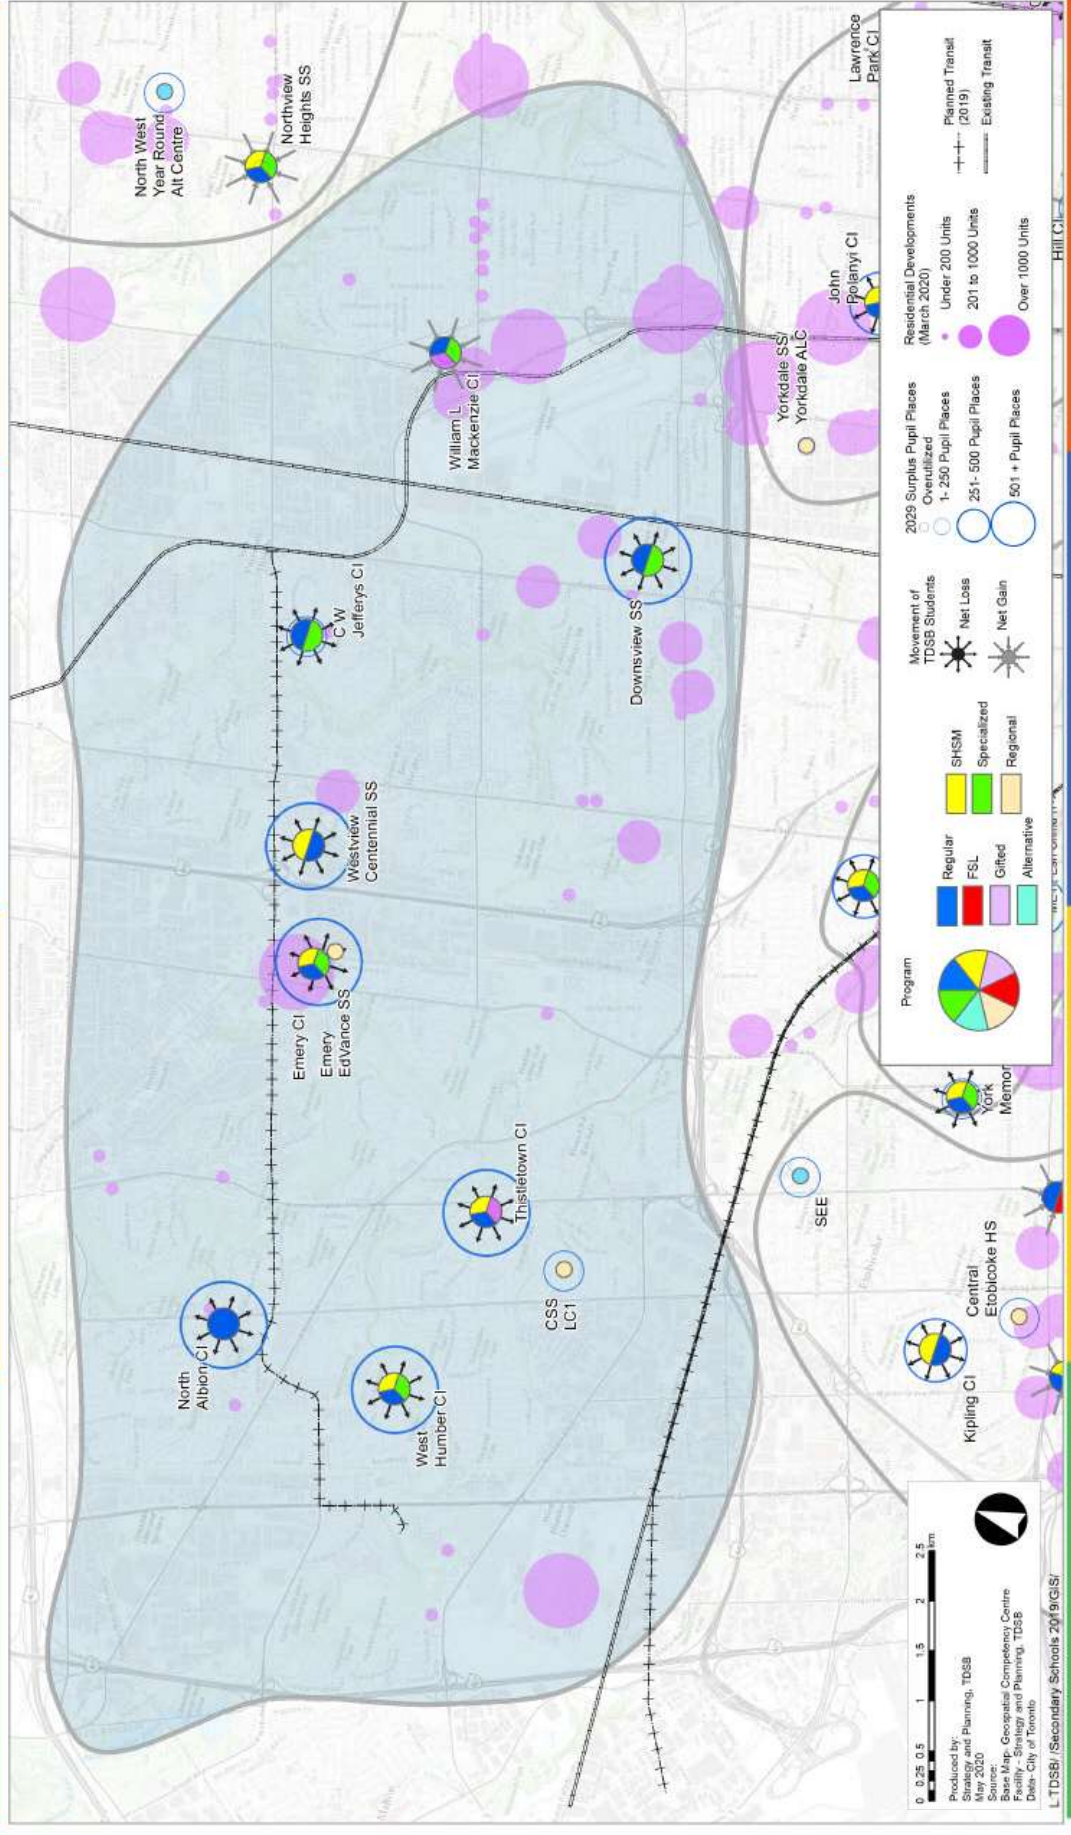 North West
Year Round
Alt Centre
Northview
Heights SS
Lawrence
Park CI
William L
Mackenzie CI
John
Polanyi CI
Yorkdale SS/
Yorkdale ALC
C W
Jefferys CI
Downsview SS
Westview
Centennial SS
Emery CI
Emery
EdVance SS
Thistletown CI
CSS
LC1
North
Albion CI
West
Humber CI
SEE
York
Memor
Central
Etobicoke HS
Kipling CI
Hill CI
Program
Regular
FSL
Gifted
Alternative
SHSM
Specialized
Regional
Movement of
TDSB Students
Net Loss
Net Gain
2029 Surplus Pupil Places
Overutilized
1- 250 Pupil Places
251- 500 Pupil Places
501 + Pupil Places
Residential Developments
(March 2020)
Under 200 Units
201 to 1000 Units
Over 1000 Units
Planned Transit
(2019)
Existing Transit
0 0.25 0.5 1 1.5 2 2.5
km
Produced by:
Strategy and Planning, TDSB
May 2020
Source:
Base Map- Geospatial Competency Centre
Facility - Strategy and Planning, TDSB
Data- City of Toronto
L:TDSB/ /Secondary Schools 2019/GIS/